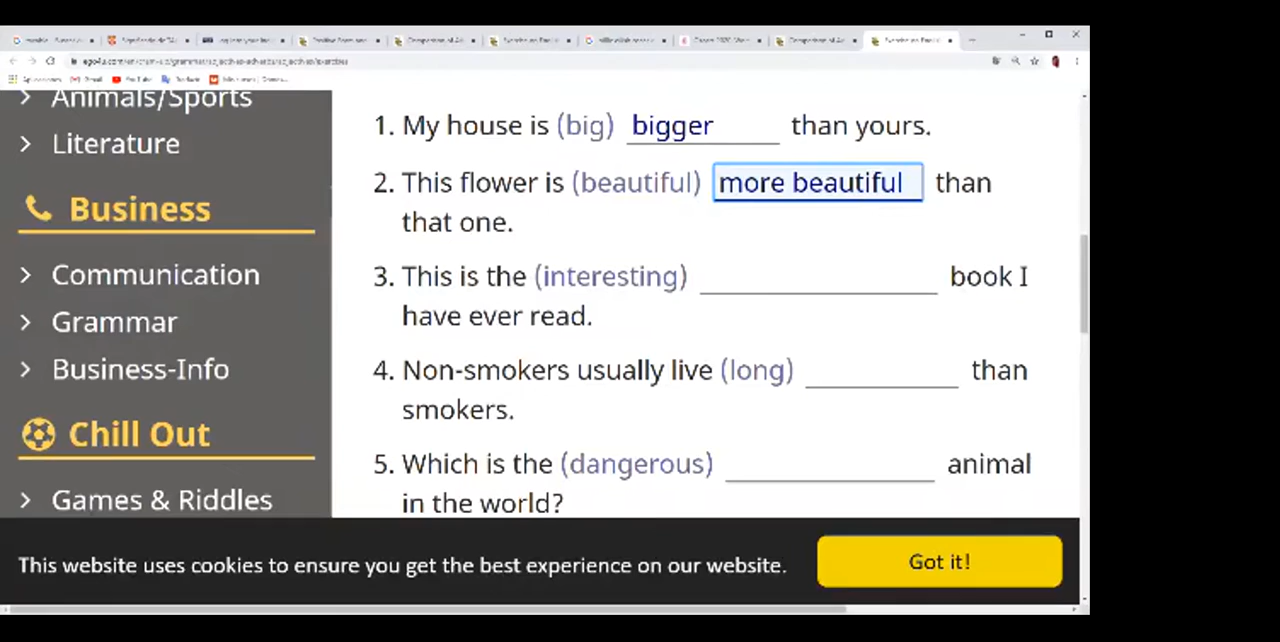 Animals/Sports
Literature
Business
Communication
Grammar
Business-Info
Chill Out
Games & Riddles
1. My house is (big) bigger than yours.
2. This flower is (beautiful) more beautiful than
that one.
3. This is the (interesting) book I
have ever read.
4. Non-smokers usually live (long) than
smokers.
5. Which is the (dangerous) animal
in the world?
This website uses cookies to ensure you get the best experience on our website.
Got it!